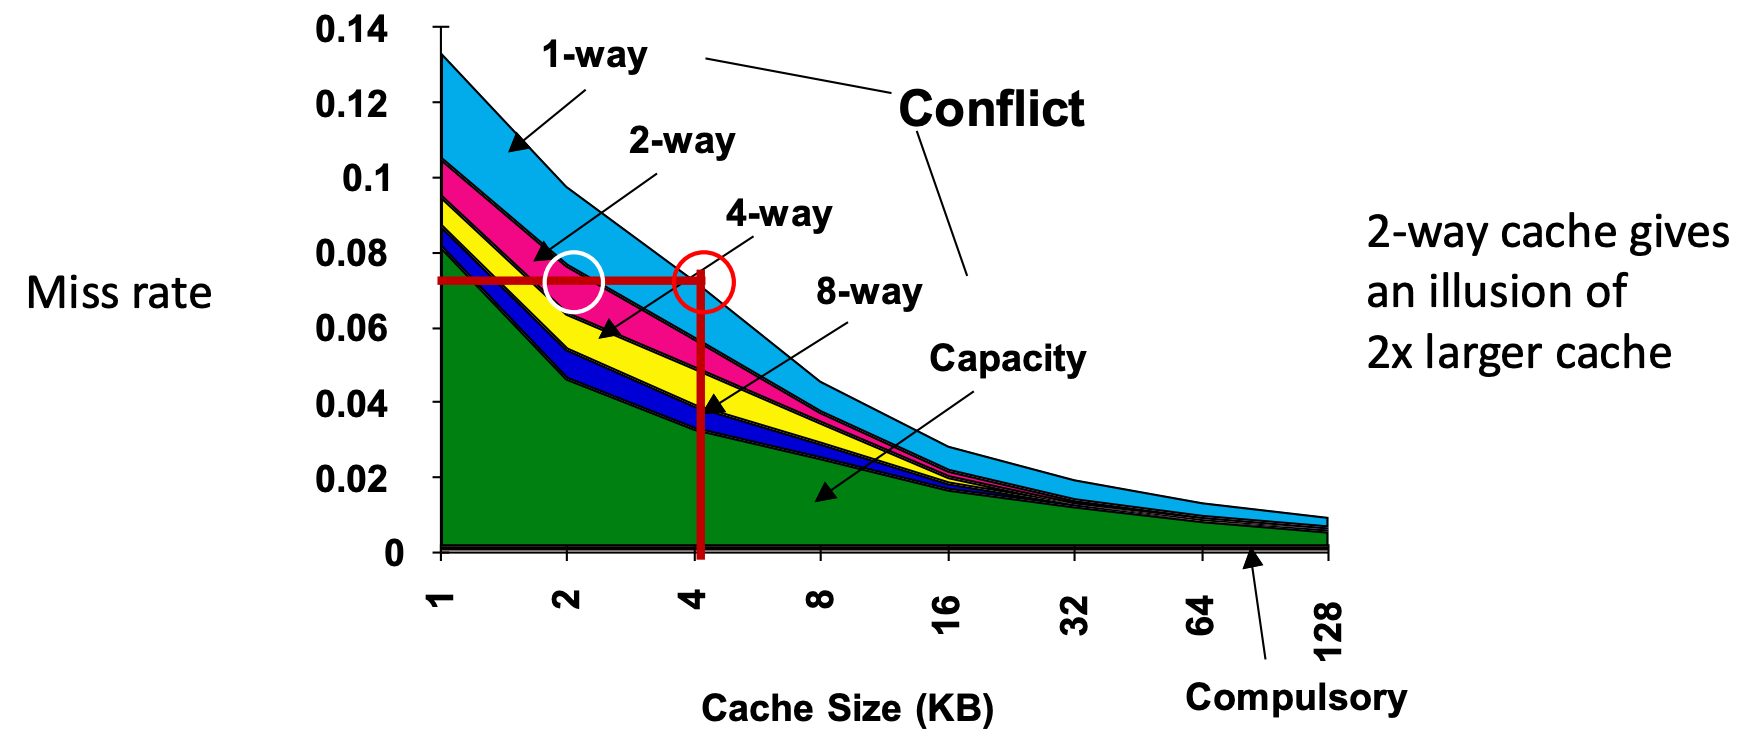 0.14
0.12
0.1
0.08
0.06
0.04
0.02
0
Miss rate
1-way
2-way
4-way
8-way
Conflict
Capacity
2-way cache gives
an illusion of
2x larger cache
1
2
4
8
16
32
64
128
Compulsory
Cache Size (KB)